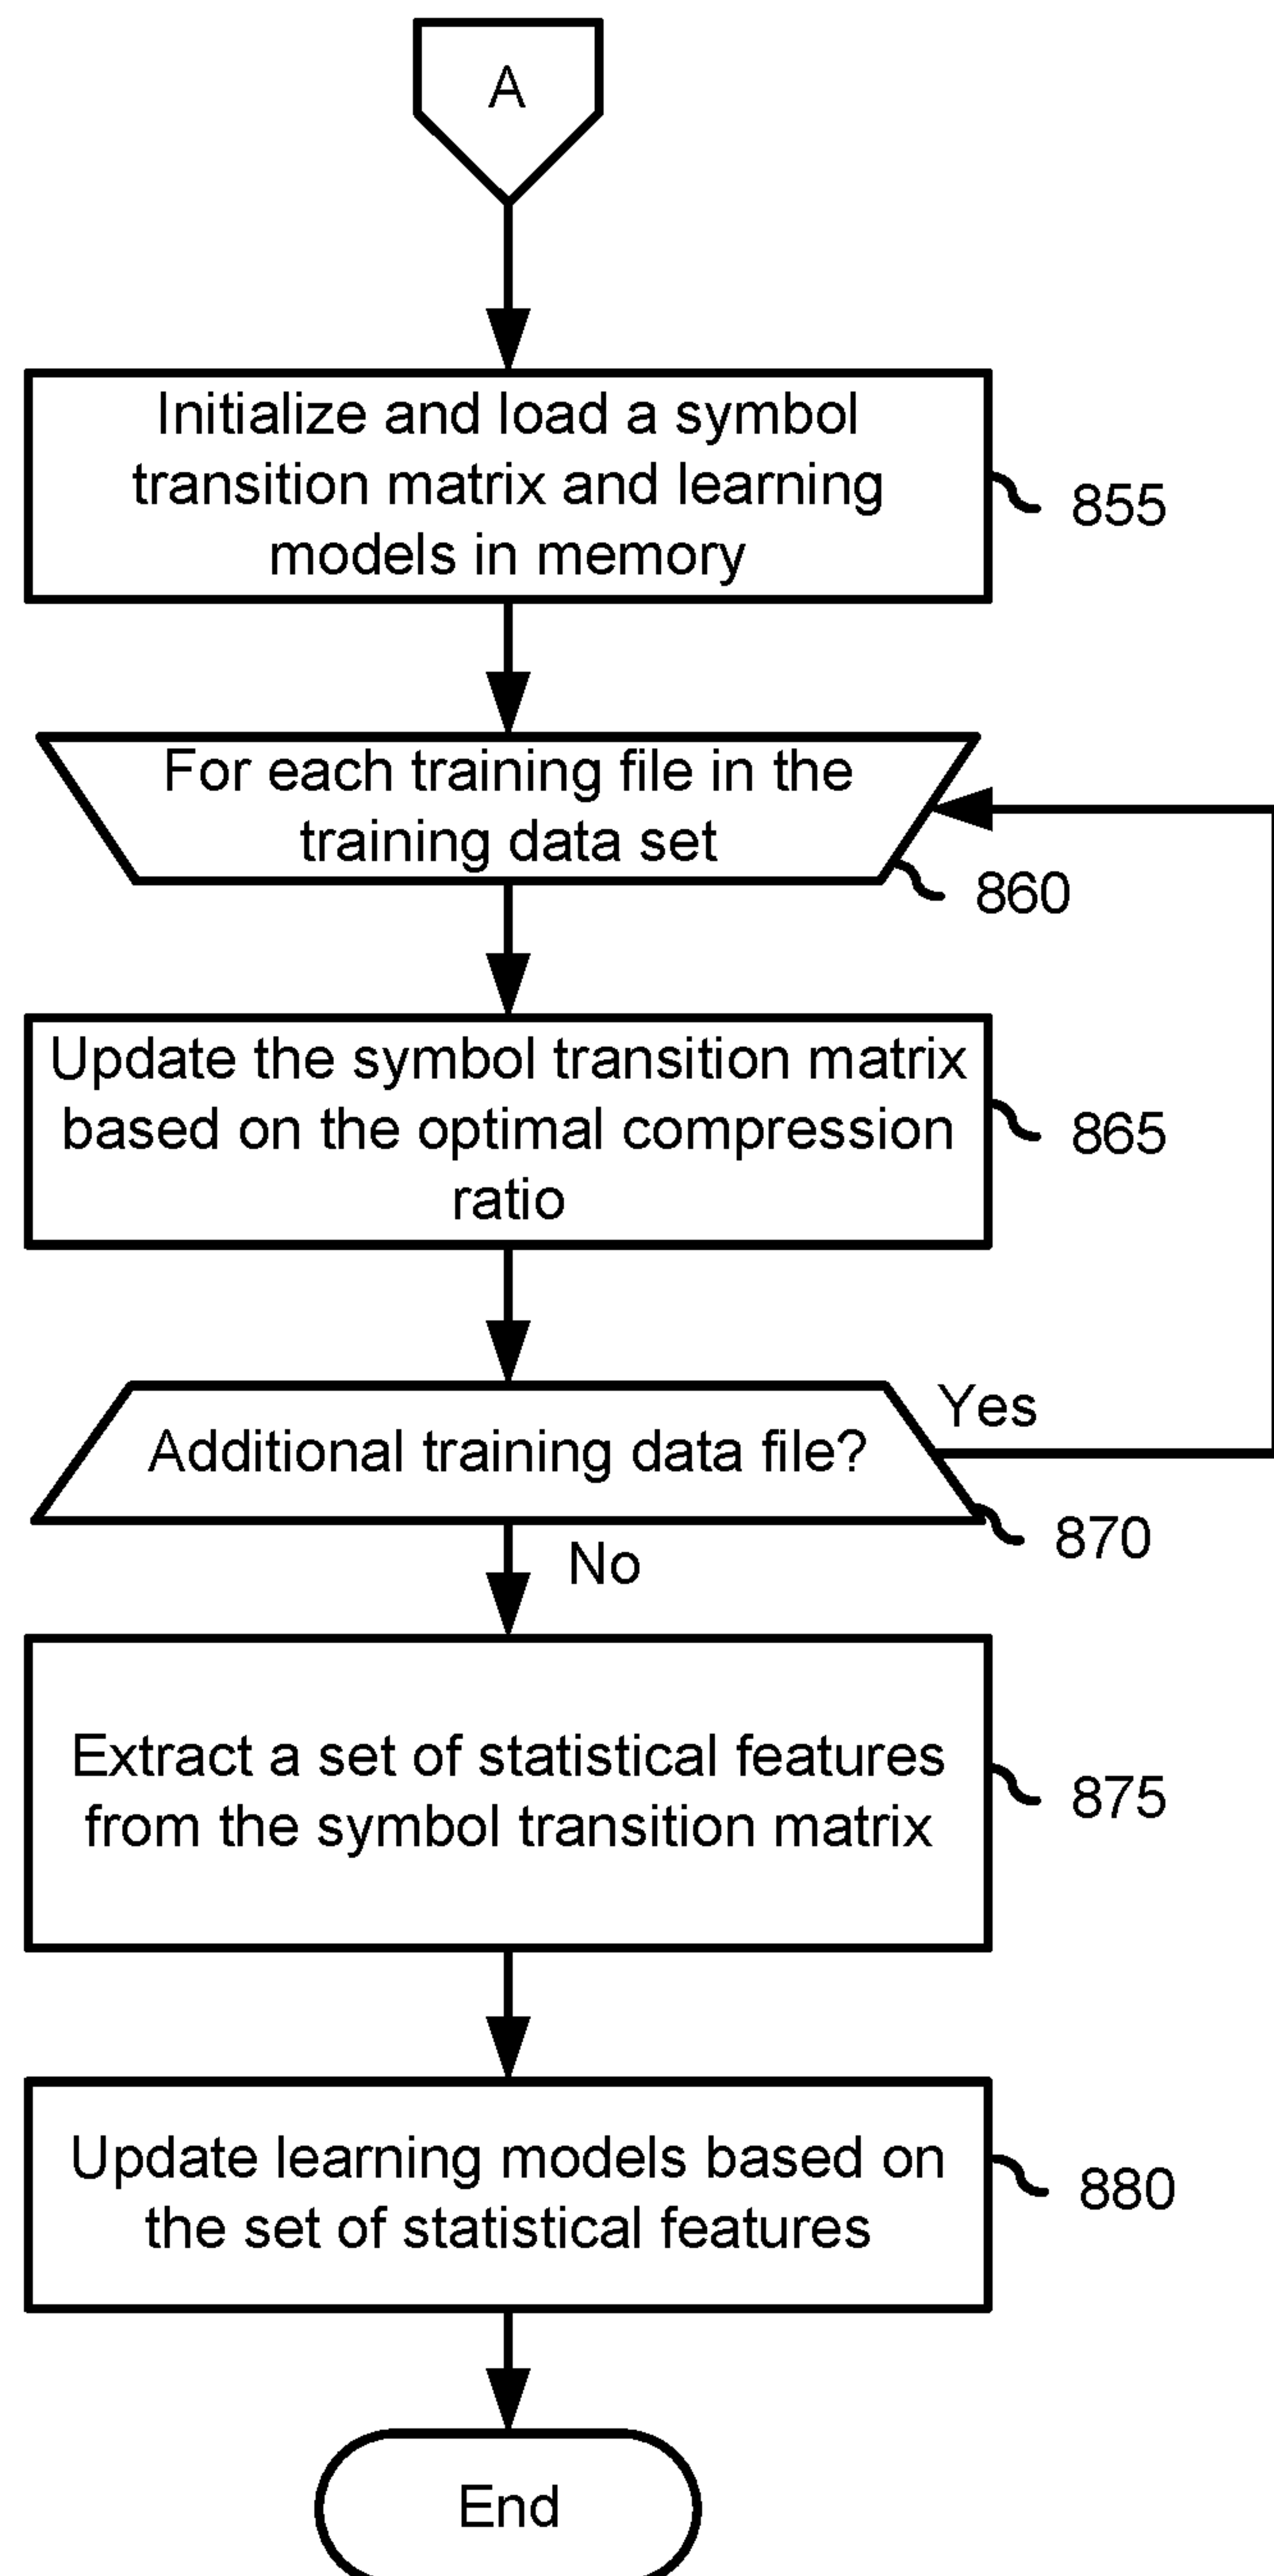 A
Initialize and load a symbol
transition matrix and learning
models in memory
855
For each training file in the
training data set
860
Update the symbol transition matrix
based on the optimal compression
ratio
865
Additional training data file?
Yes
870
No
Extract a set of statistical features
from the symbol transition matrix
875
Update learning models based on
the set of statistical features
880
End